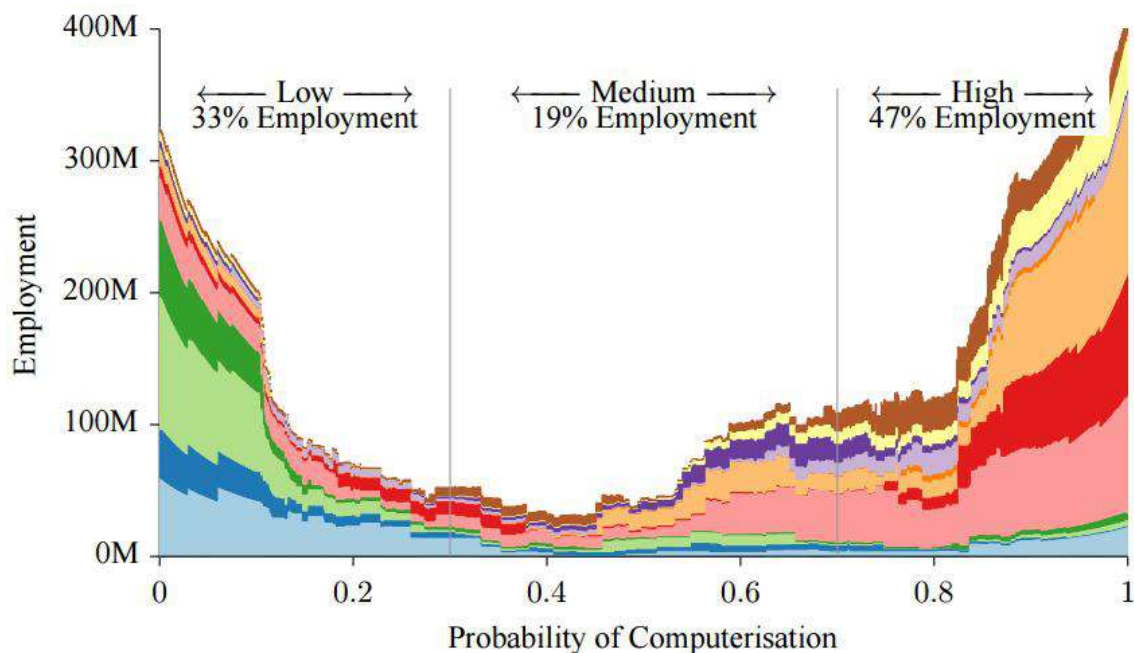 400M
300M
200M
100M
0M
Employment
←— Low —→
33% Employment
←— Medium —→
19% Employment
←— High —→
47% Employment
0 0.2 0.4 0.6 0.8 1
Probability of Computerisation